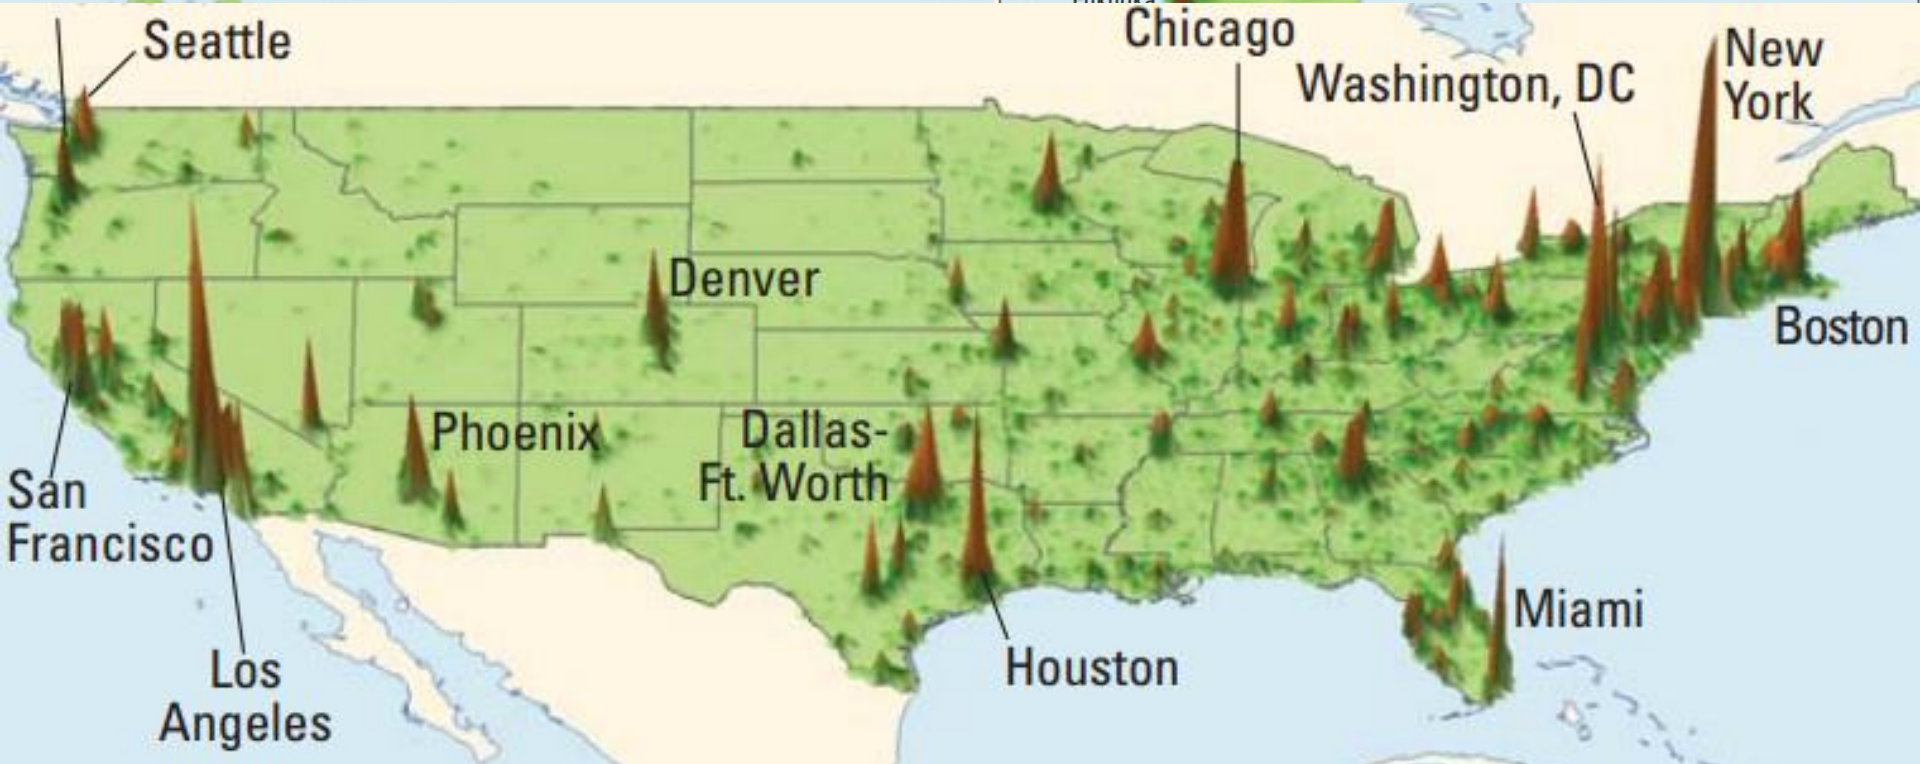 Seattle
Chicago
Washington, DC
New
York
Denver
Boston
Phoenix
Dallas-
Ft. Worth
San
Francisco
Miami
Houston
Los
Angeles